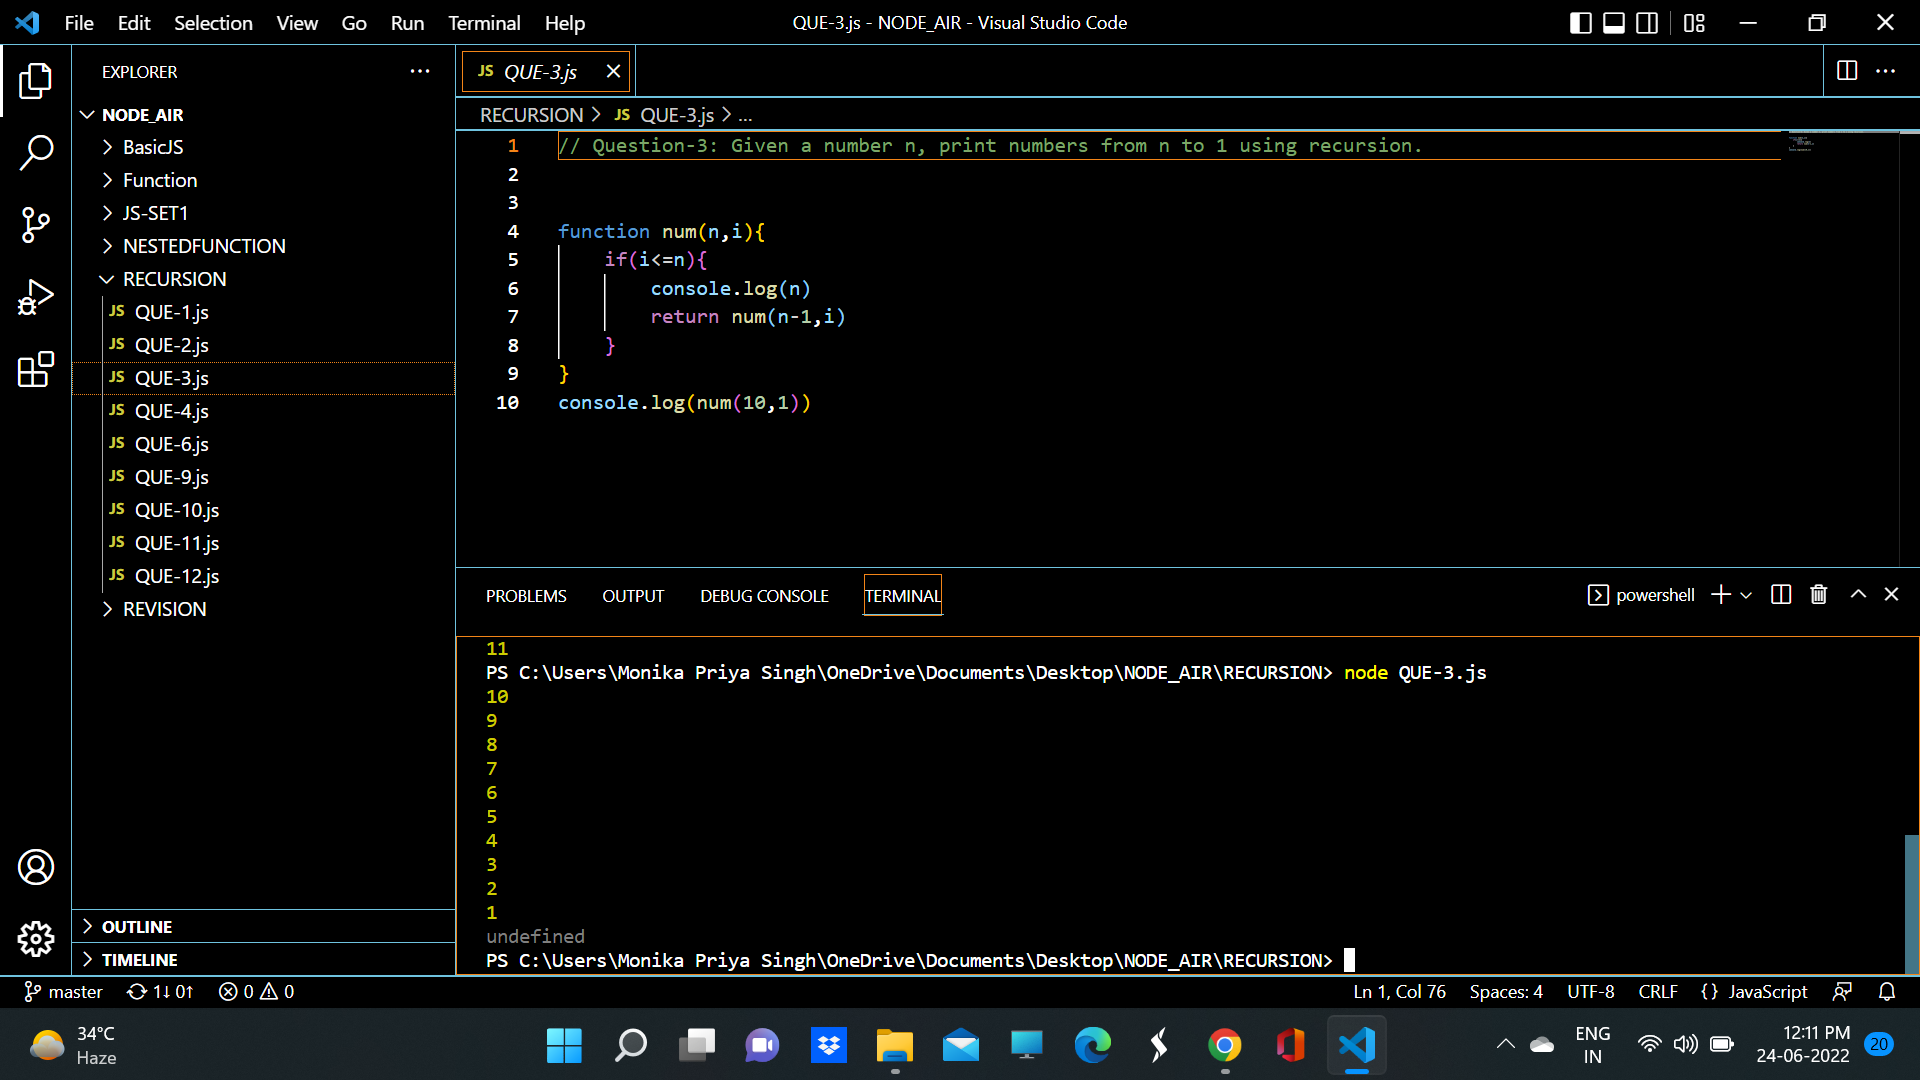 File Edit Selection View Go Run Terminal Help
QUE-3.js - NODE_AIR - Visual Studio Code
EXPLORER
NODE_AIR
BasicJS
Function
JS-SET1
NESTEDFUNCTION
RECURSION
JS QUE-1.js
JS QUE-2.js
JS QUE-3.js
JS QUE-4.js
JS QUE-6.js
JS QUE-9.js
JS QUE-10.js
JS QUE-11.js
JS QUE-12.js
REVISION
OUTLINE
TIMELINE
JS QUE-3.js
RECURSION > JS QUE-3.js > ...
1 // Question-3: Given a number n, print numbers from n to 1 using recursion.
2
3
4 function num(n,i){
5     if(i<=n){
6         console.log(n)
7         return num(n-1,i)
8     }
9 }
10 console.log(num(10,1))
PROBLEMS OUTPUT DEBUG CONSOLE TERMINAL
powershell
11
PS C:\Users\Monika Priya Singh\OneDrive\Documents\Desktop\NODE_AIR\RECURSION> node QUE-3.js
10
9
8
7
6
5
4
3
2
1
undefined
PS C:\Users\Monika Priya Singh\OneDrive\Documents\Desktop\NODE_AIR\RECURSION>
master 1↓ 0↑ 0 0
Ln 1, Col 76 Spaces: 4 UTF-8 CRLF {} JavaScript
34°C
Haze
ENG
IN
12:11 PM
24-06-2022
20